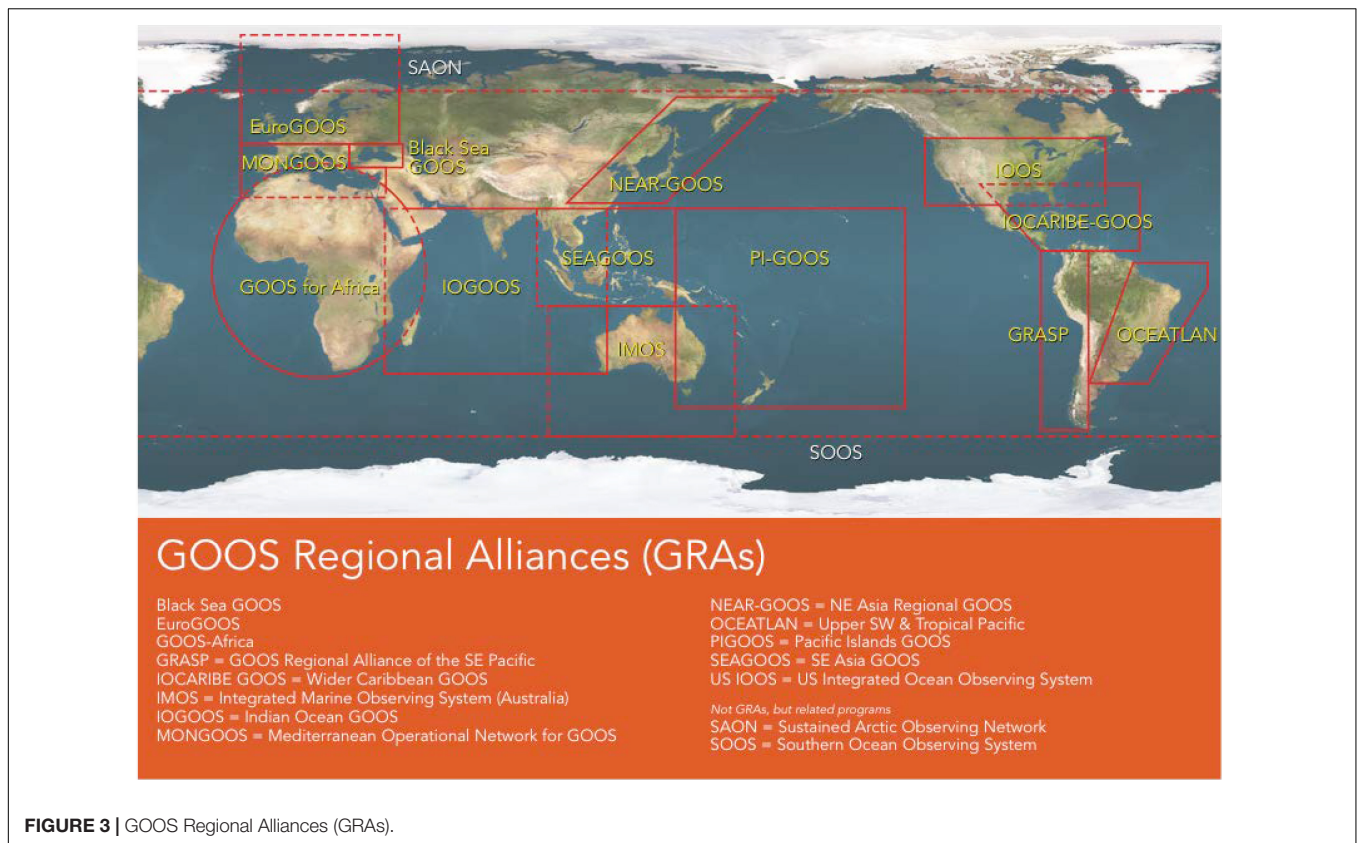 SAON
EuroGOOS
MONGOOS
Black Sea
GOOS
NEAR-GOOS
IOOS
IOCARIBE-GOOS
GOOS for Africa
IOGOOS
SEAGOOS
PI-GOOS
IMOS
GRASP
OCEATLAN
SOOS
GOOS Regional Alliances (GRAs)
Black Sea GOOS
EuroGOOS
GOOS-Africa
GRASP = GOOS Regional Alliance of the SE Pacific
IOCARIBE GOOS = Wider Caribbean GOOS
IMOS = Integrated Marine Observing System (Australia)
IOGOOS = Indian Ocean GOOS
MONGOOS = Mediterranean Operational Network for GOOS
NEAR-GOOS = NE Asia Regional GOOS
OCEATLAN = Upper SW & Tropical Pacific
PIGOOS = Pacific Islands GOOS
SEAGOOS = SE Asia GOOS
US IOOS = US Integrated Ocean Observing System
Not GRAs, but related programs
SAON = Sustained Arctic Observing Network
SOOS = Southern Ocean Observing System
FIGURE 3 | GOOS Regional Alliances (GRAs).